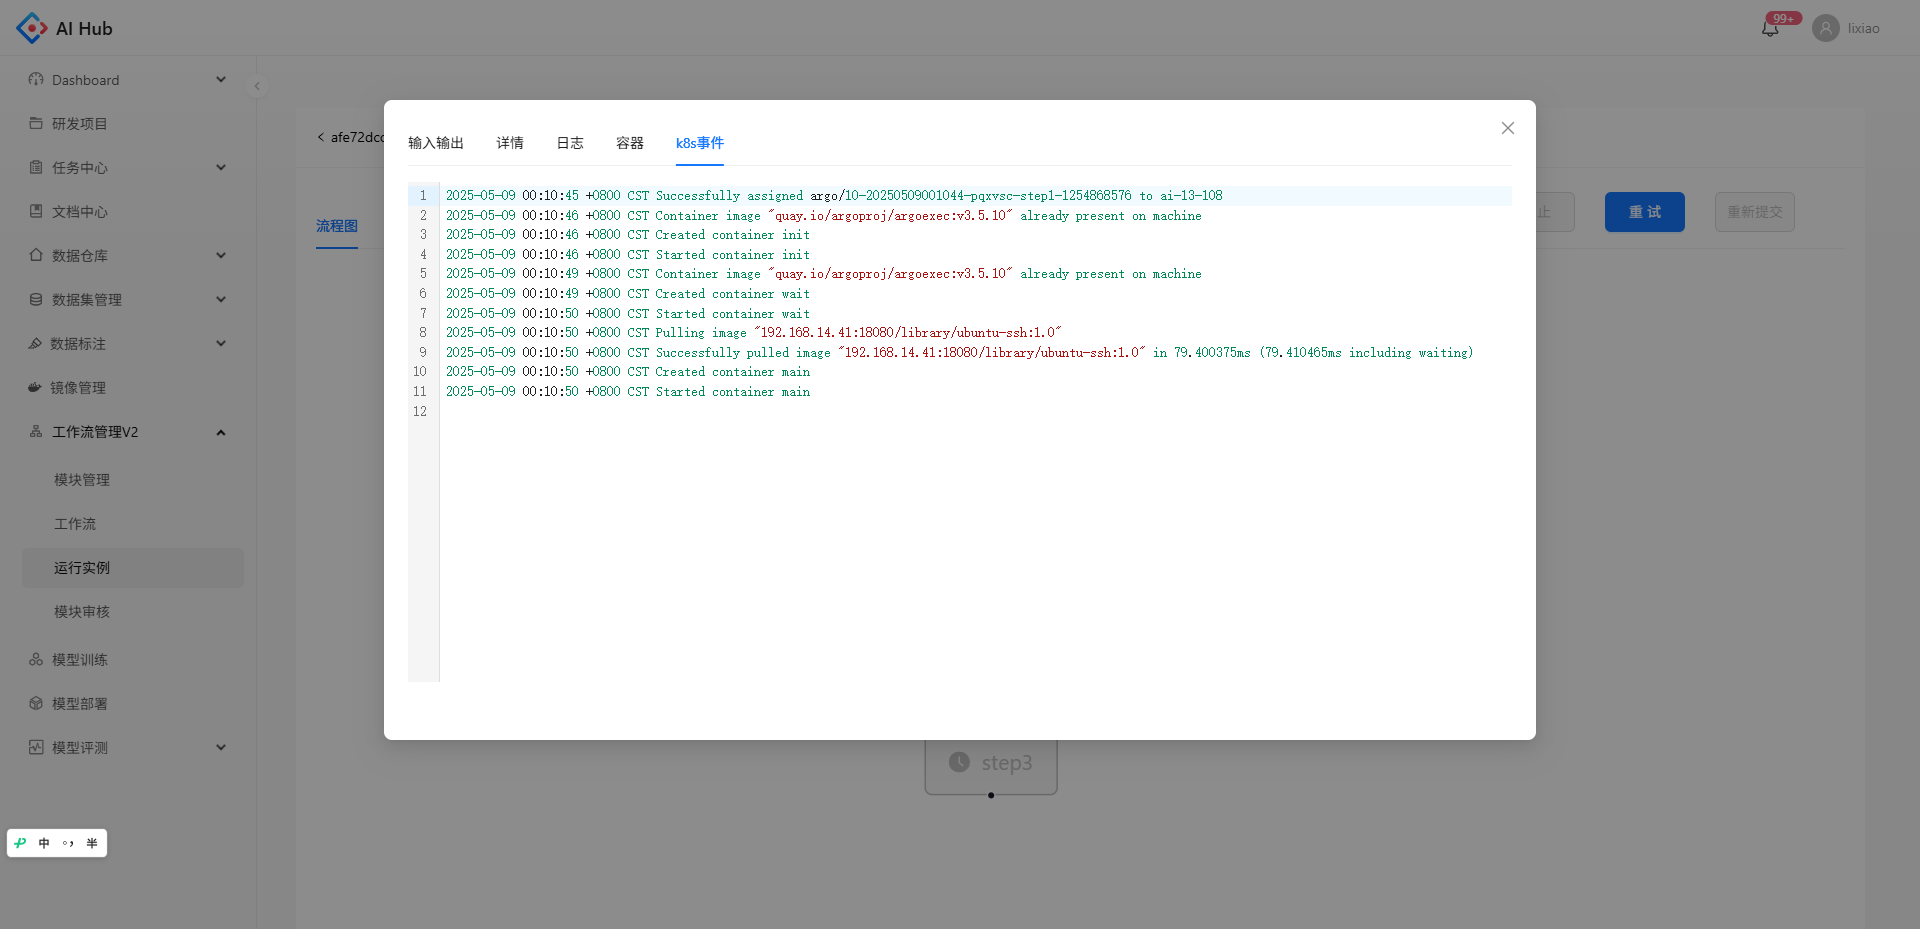 AI Hub
99+
lixiao
Dashboard
研发项目
任务中心
文档中心
数据仓库
数据集管理
数据标注
镜像管理
工作流管理V2
模块管理
工作流
运行实例
模块审核
模型训练
模型部署
模型评测
< afe72dcc
流程图
止
重 试
重新提交
输入输出 详情 日志 容器 k8s事件
1 2025-05-09 00:10:45 +0800 CST Successfully assigned argo/10-20250509001044-pqxvsc-step1-1254868576 to ai-13-108
2 2025-05-09 00:10:46 +0800 CST Container image "quay.io/argoproj/argoexec:v3.5.10" already present on machine
3 2025-05-09 00:10:46 +0800 CST Created container init
4 2025-05-09 00:10:46 +0800 CST Started container init
5 2025-05-09 00:10:49 +0800 CST Container image "quay.io/argoproj/argoexec:v3.5.10" already present on machine
6 2025-05-09 00:10:49 +0800 CST Created container wait
7 2025-05-09 00:10:50 +0800 CST Started container wait
8 2025-05-09 00:10:50 +0800 CST Pulling image "192.168.14.41:18080/library/ubuntu-ssh:1.0"
9 2025-05-09 00:10:50 +0800 CST Successfully pulled image "192.168.14.41:18080/library/ubuntu-ssh:1.0" in 79.400375ms (79.410465ms including waiting)
10 2025-05-09 00:10:50 +0800 CST Created container main
11 2025-05-09 00:10:50 +0800 CST Started container main
12
step3
中 °, 半